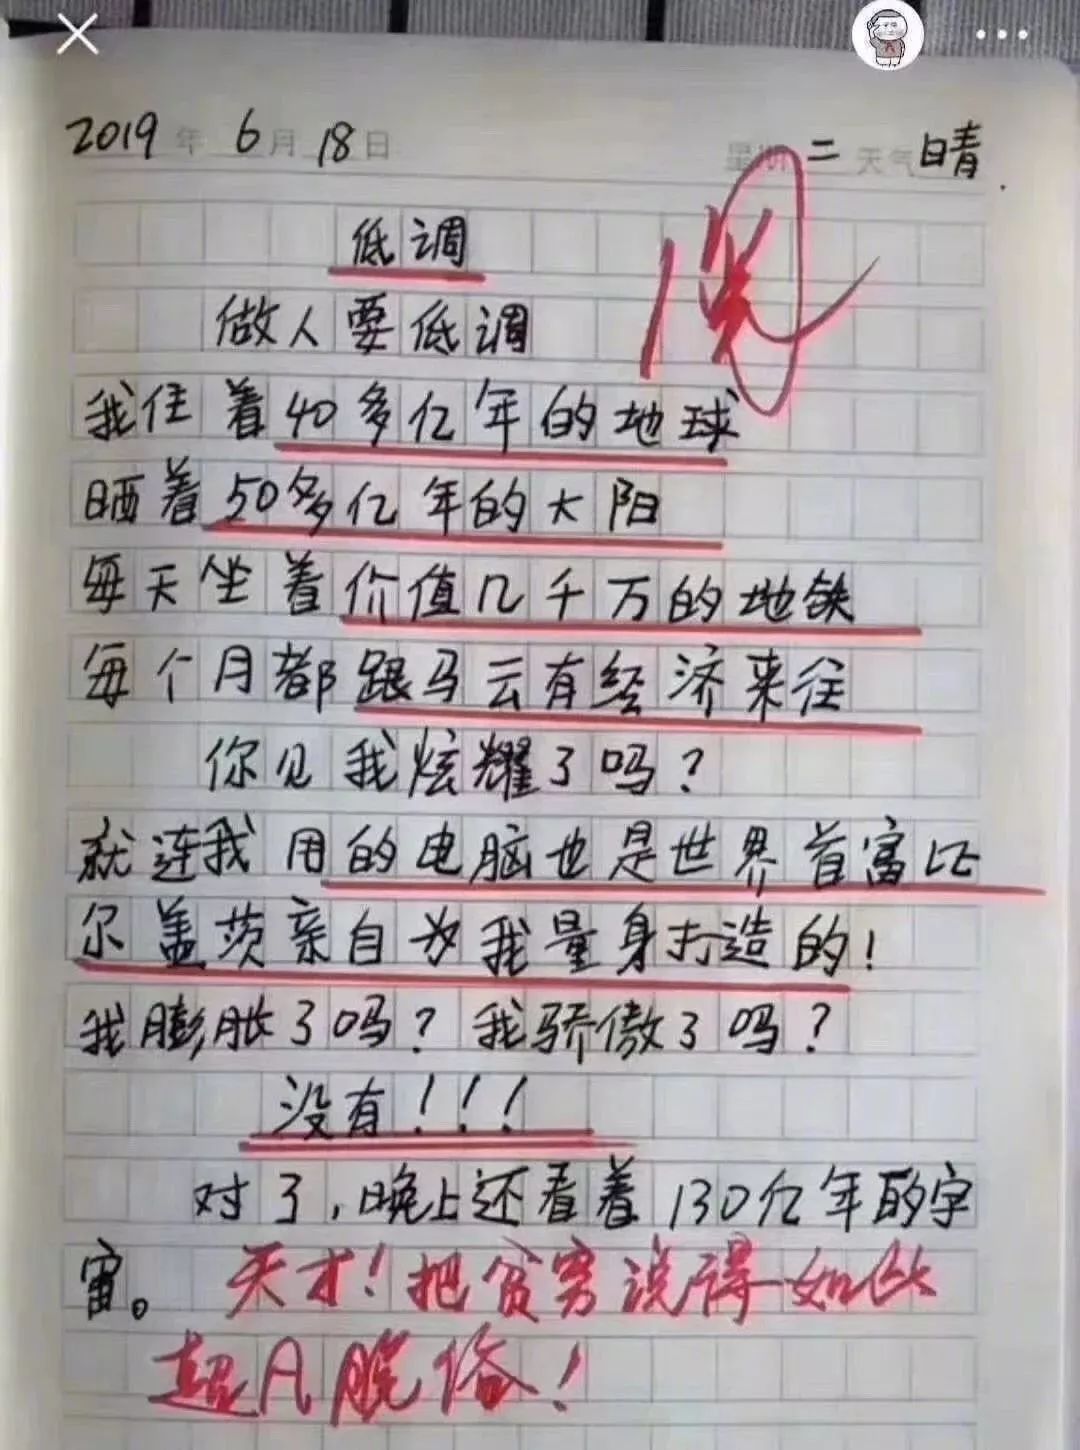 2019年 6月 18日 星期 二 天气 晴
低调
做人要低调
我住着40多亿年的地球
晒着50多亿年的太阳
每天坐着价值几千万的地铁
每个月都跟马云有经济来往
你见我炫耀了吗？
就连我用的电脑也是世界首富比
尔盖茨亲自为我量身打造的！
我膨胀了吗？我骄傲了吗？
没有！！！
对了，晚上还看着130亿年的宇
宙。天才！把贫穷说得如此
超凡脱俗！